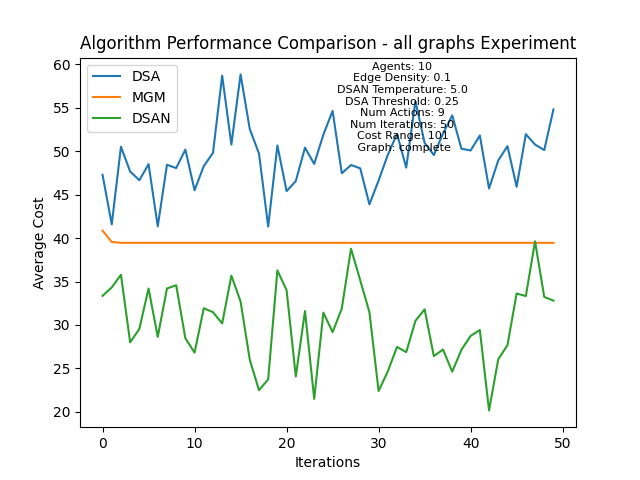 Algorithm Performance Comparison - all graphs Experiment
DSA
MGM
DSAN
Agents: 10
Edge Density: 0.1
DSAN Temperature: 5.0
DSA Threshold: 0.25
Num Actions: 9
Num Iterations: 50
Cost Range: 101
Graph: complete
Average Cost
60
55
50
45
40
35
30
25
20
0
10
20
30
40
50
Iterations